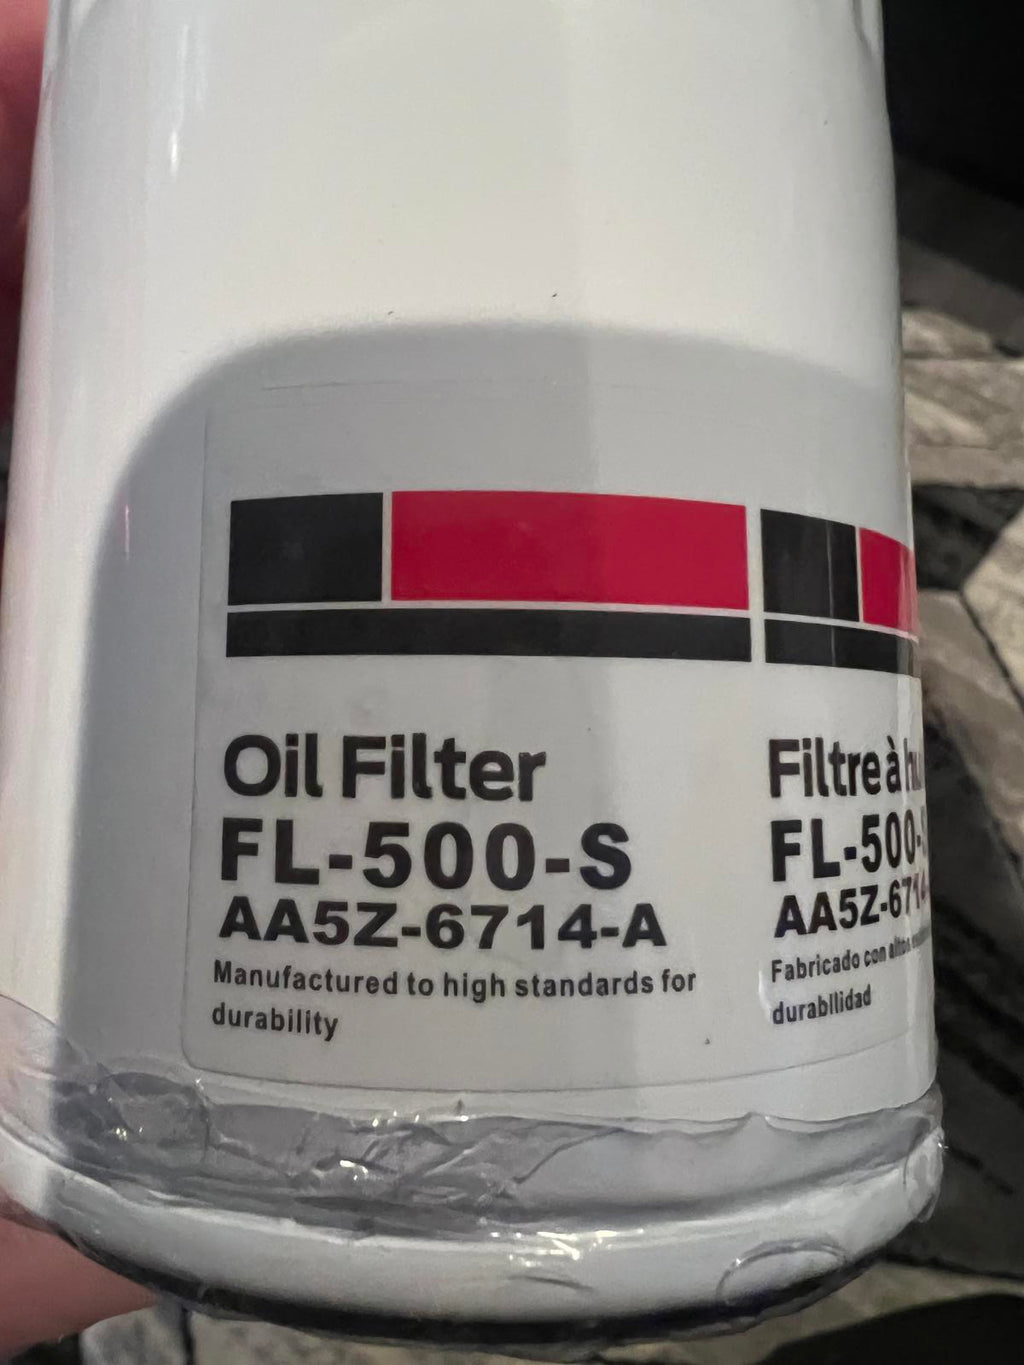 Oil Filter
FL-500-S
AA5Z-6714-A
Manufactured to high standards for
durability
Filtre à
FL-500-
AA5Z-6714
Fabricado con
durabilidad